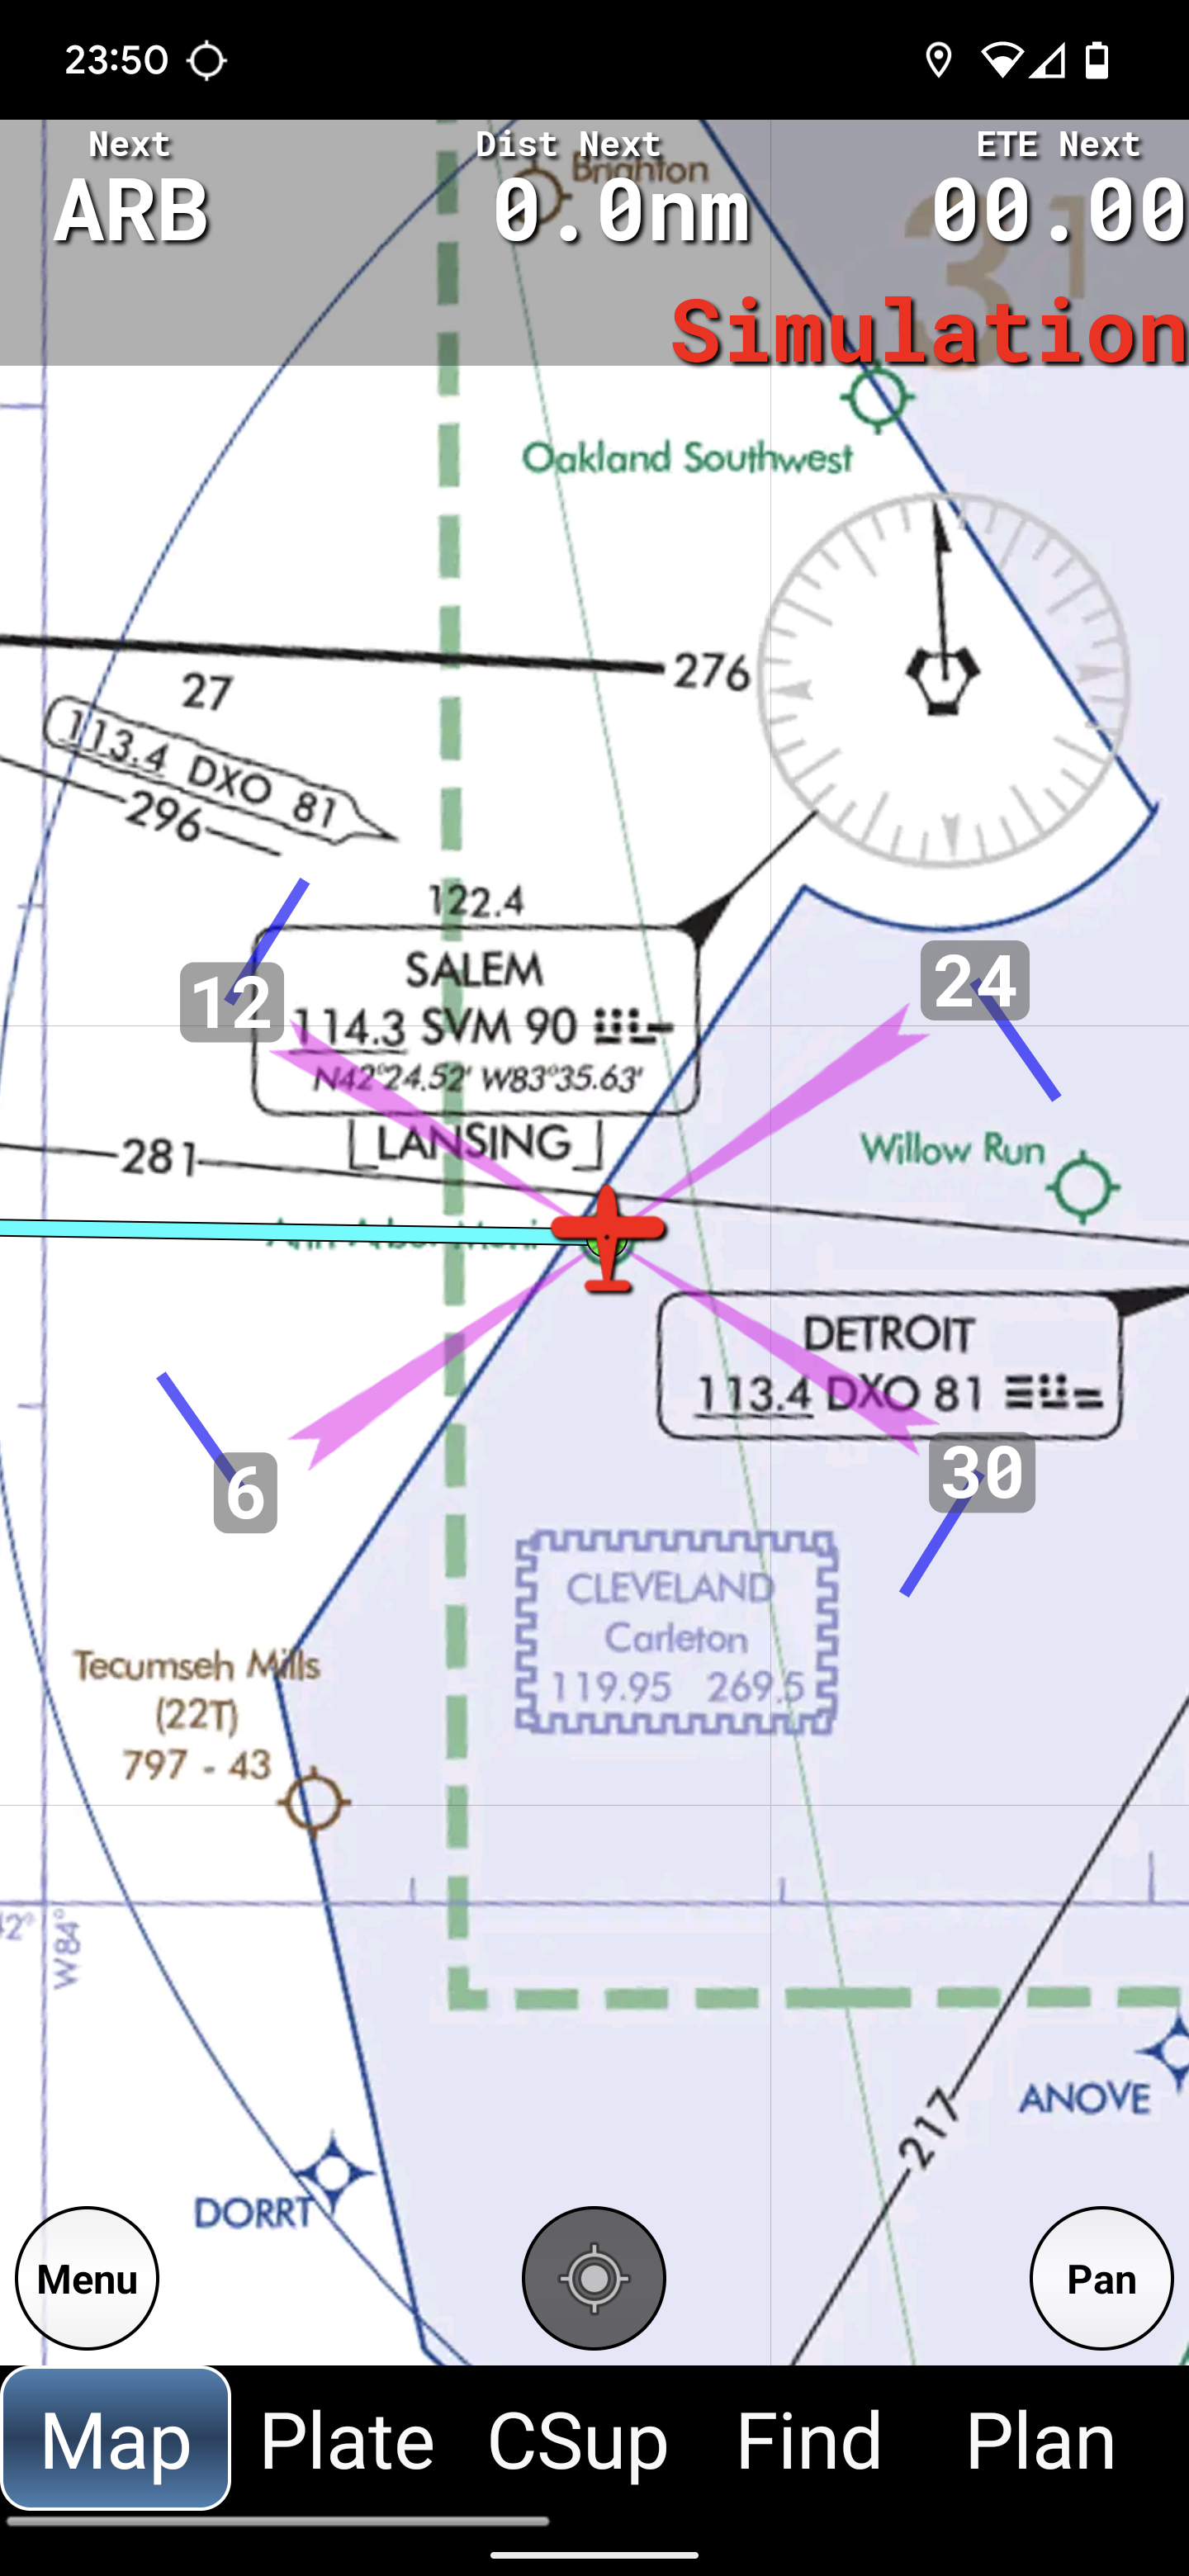 23:50
Next Dist Next ETE Next
ARB 0.0nm 00.00
Brighton
31
Simulation
Oakland Southwest
276
27
113.4 DXO 81
296
122.4
SALEM
114.3 SVM 90
N42°24.52' W83°35.63'
LANSING
12
24
281
Willow Run
DETROIT
113.4 DXO 81
6
30
CLEVELAND
Carleton
119.95 269.5
Tecumseh Mills
(22T)
797 - 43
W84°
ANOVE
217
DORRT
Menu
Pan
Map Plate CSup Find Plan